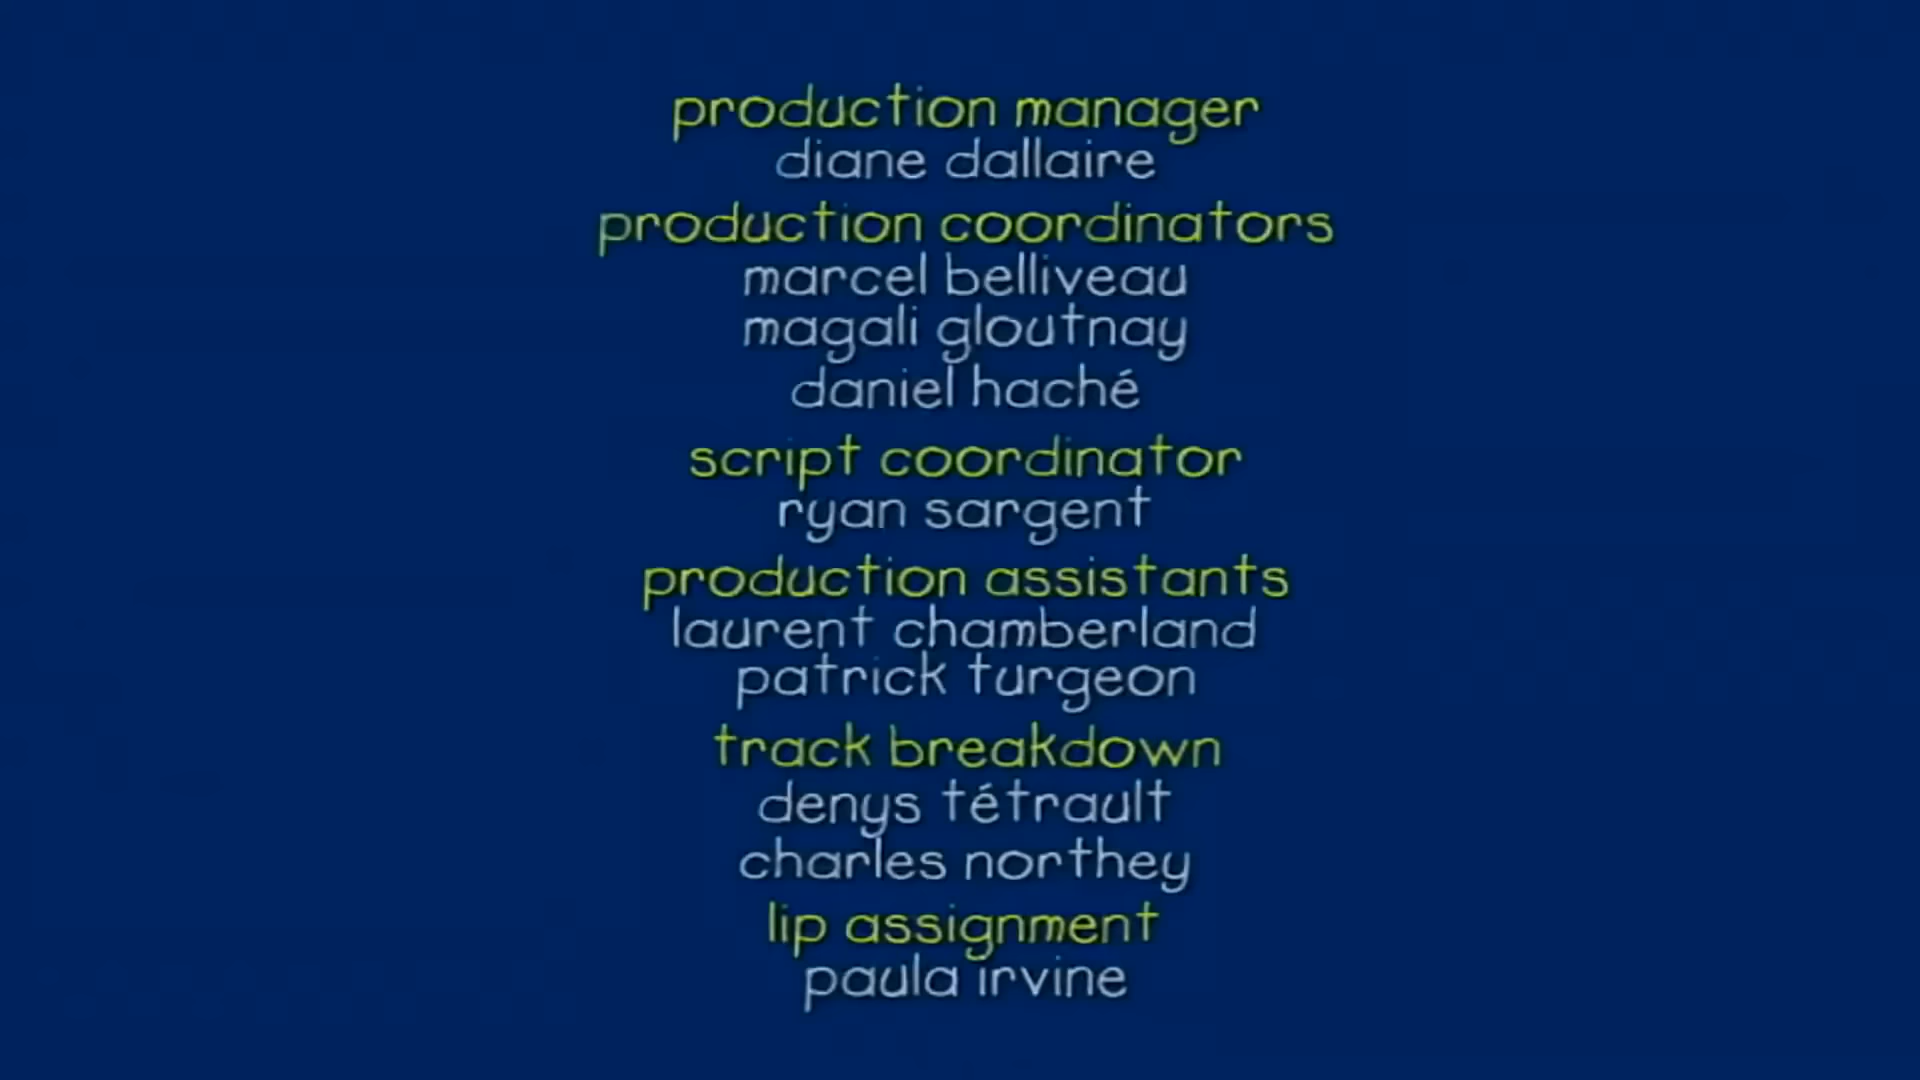 production manager
diane dallaire
production coordinators
marcel belliveau
magali gloutnay
daniel haché
script coordinator
ryan sargent
production assistants
laurent chamberland
patrick turgeon
track breakdown
denys tétrault
charles northey
lip assignment
paula irvine